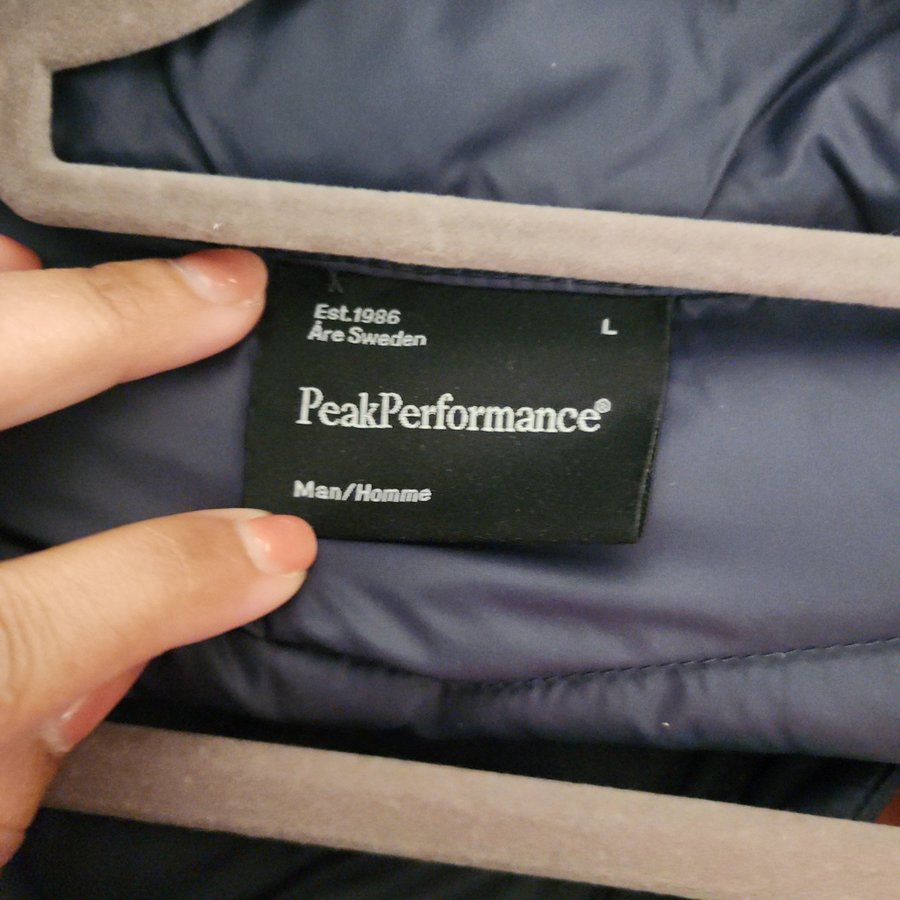 Est.1986
Åre Sweden
L
PeakPerformance®
Man/Homme